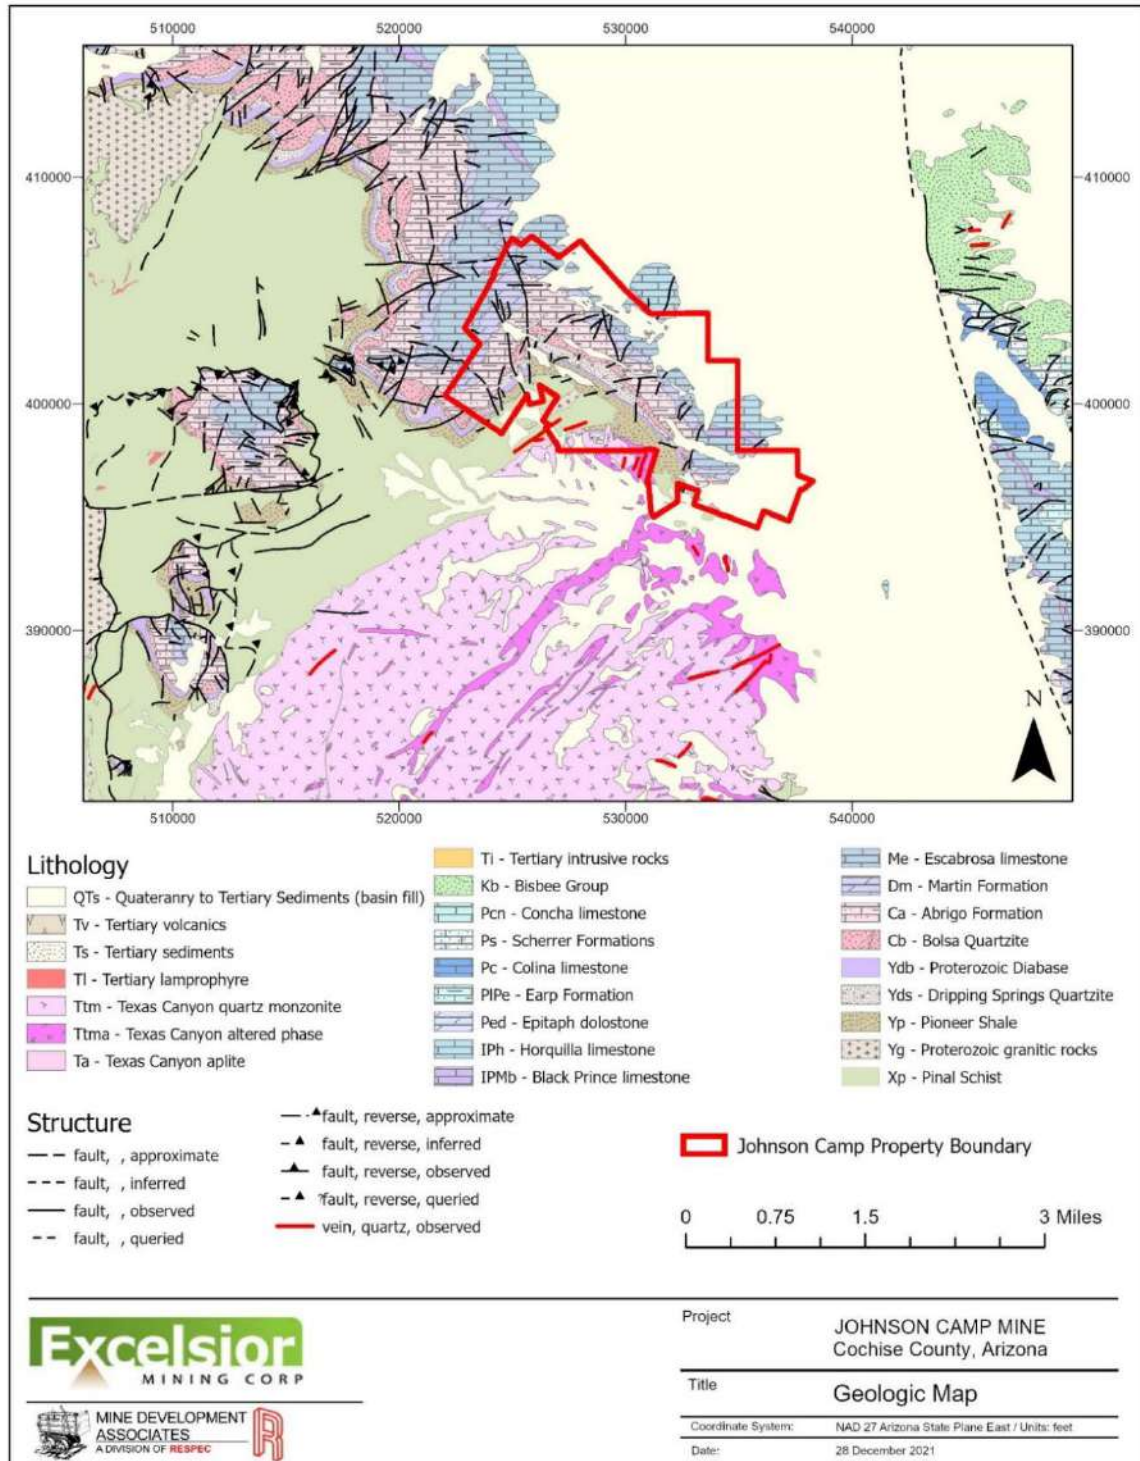 510000 520000 530000 540000
410000 410000
400000 400000
390000 390000
N
510000 520000 530000 540000
Lithology
QTs - Quateranry to Tertiary Sediments (basin fill)
Tv - Tertiary volcanics
Ts - Tertiary sediments
Tl - Tertiary lamprophyre
Ttm - Texas Canyon quartz monzonite
Ttma - Texas Canyon altered phase
Ta - Texas Canyon aplite
Ti - Tertiary intrusive rocks
Kb - Bisbee Group
Pcn - Concha limestone
Ps - Scherrer Formations
Pc - Colina limestone
PIPe - Earp Formation
Ped - Epitaph dolostone
IPh - Horquilla limestone
IPMb - Black Prince limestone
Me - Escabrosa limestone
Dm - Martin Formation
Ca - Abrigo Formation
Cb - Bolsa Quartzite
Ydb - Proterozoic Diabase
Yds - Dripping Springs Quartzite
Yp - Pioneer Shale
Yg - Proterozoic granitic rocks
Xp - Pinal Schist
Structure
fault, , approximate
fault, , inferred
fault, , observed
fault, , queried
fault, reverse, approximate
fault, reverse, inferred
fault, reverse, observed
?fault, reverse, queried
vein, quartz, observed
Johnson Camp Property Boundary
0 0.75 1.5 3 Miles
Excelsior
MINING CORP
MINE DEVELOPMENT
ASSOCIATES
A DIVISION OF RESPEC
R
Project
JOHNSON CAMP MINE
Cochise County, Arizona
Title
Geologic Map
Coordinate System: NAD 27 Arizona State Plane East / Units: feet
Date: 28 December 2021